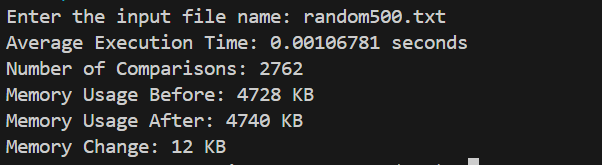 Enter the input file name: random500.txt
Average Execution Time: 0.00106781 seconds
Number of Comparisons: 2762
Memory Usage Before: 4728 KB
Memory Usage After: 4740 KB
Memory Change: 12 KB